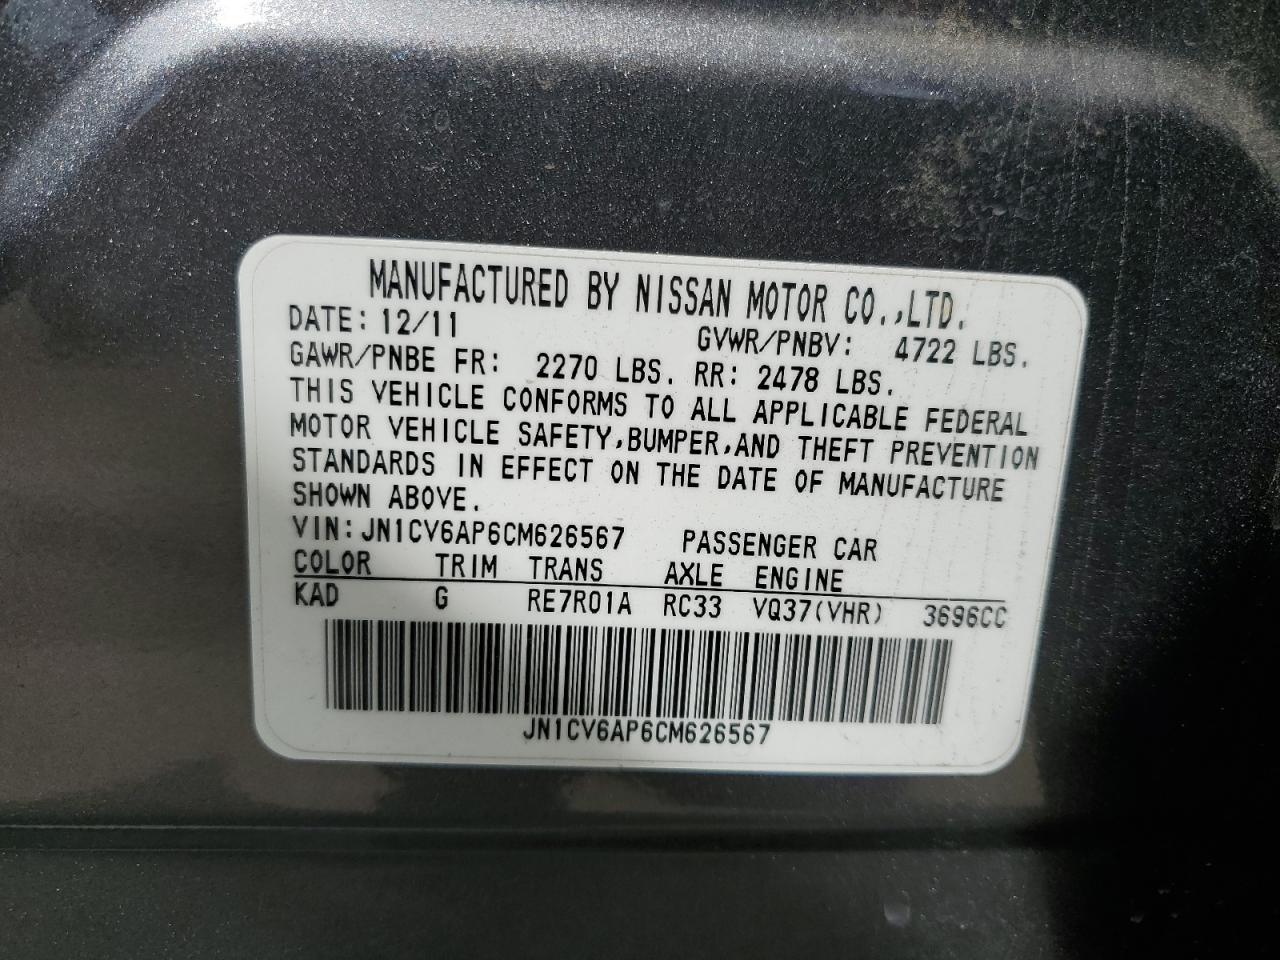 MANUFACTURED BY NISSAN MOTOR CO.,LTD.
DATE: 12/11 GVWR/PNBV: 4722 LBS.
GAWR/PNBE FR: 2270 LBS. RR: 2478 LBS.
THIS VEHICLE CONFORMS TO ALL APPLICABLE FEDERAL
MOTOR VEHICLE SAFETY,BUMPER,AND THEFT PREVENTION
STANDARDS IN EFFECT ON THE DATE OF MANUFACTURE
SHOWN ABOVE.
VIN:JN1CV6AP6CM626567 PASSENGER CAR
COLOR TRIM TRANS AXLE ENGINE
KAD G RE7R01A RC33 VQ37(VHR) 3696CC
JN1CV6AP6CM626567